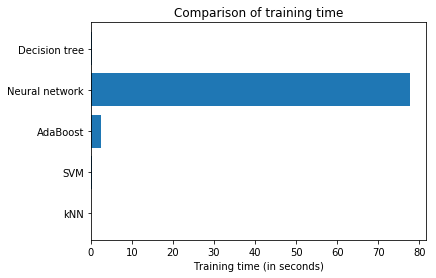 Comparison of training time
Decision tree
Neural network
AdaBoost
SVM
kNN
0 10 20 30 40 50 60 70 80
Training time (in seconds)